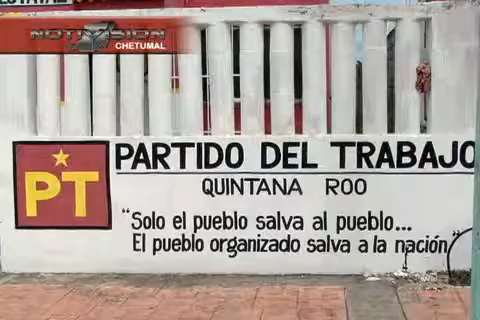 NOTIVISION
CHETUMAL
PT
PARTIDO DEL TRABAJO
QUINTANA ROO
"Solo el pueblo salva al pueblo...
El pueblo organizado salva a la nación"